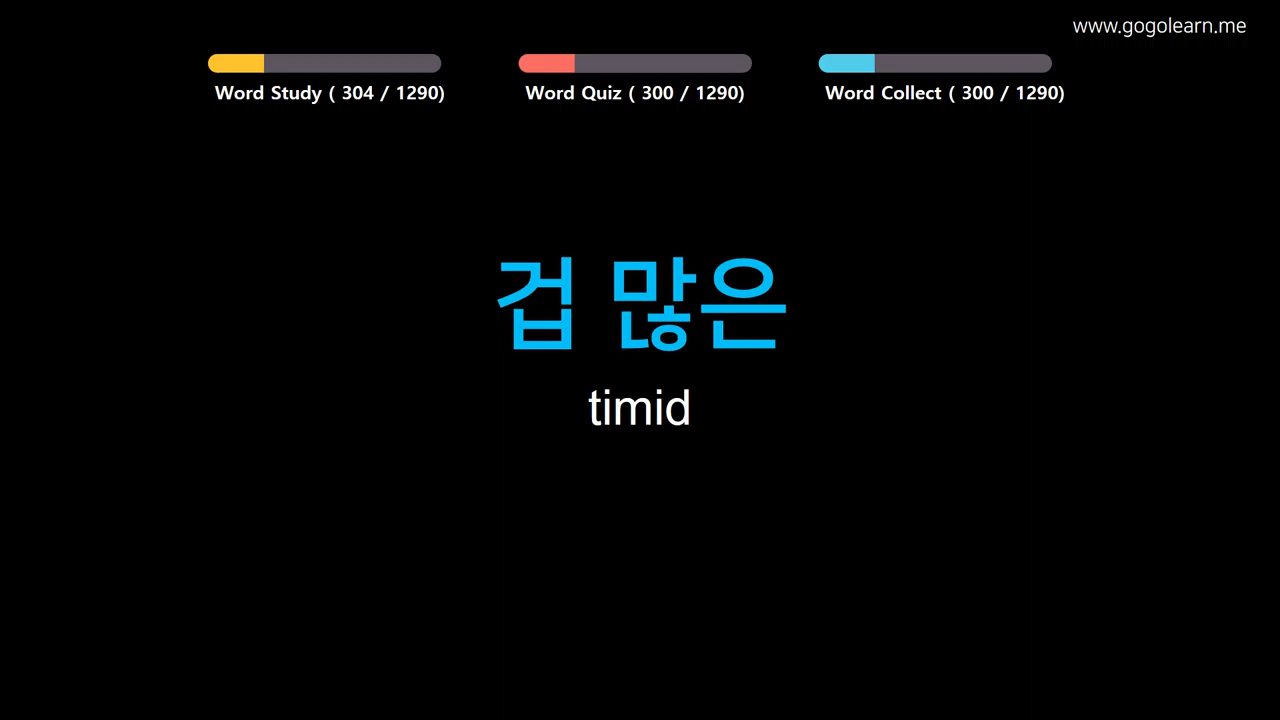 www.gogolearn.me
Word Study ( 304 / 1290)
Word Quiz ( 300 / 1290)
Word Collect ( 300 / 1290)
겁 많은
timid